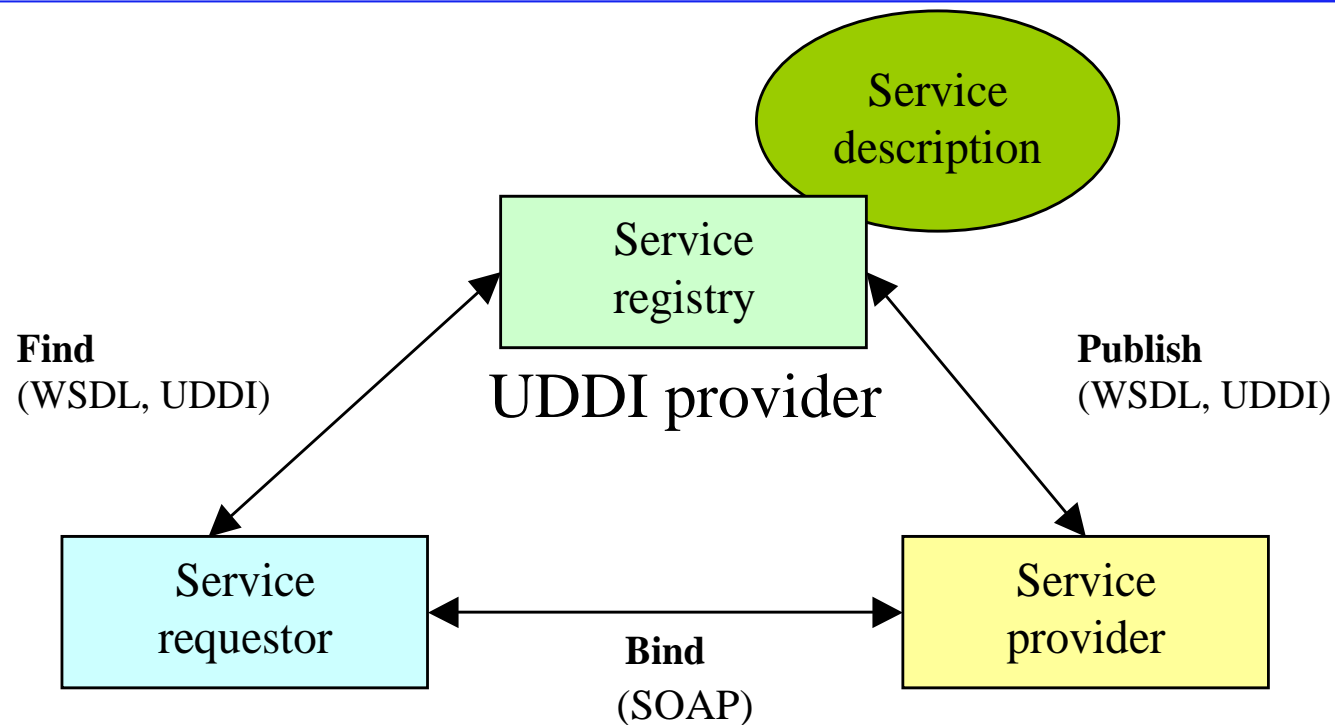 Service
description
Service
registry
UDDI provider
Find
(WSDL, UDDI)
Publish
(WSDL, UDDI)
Service
requestor
Bind
(SOAP)
Service
provider